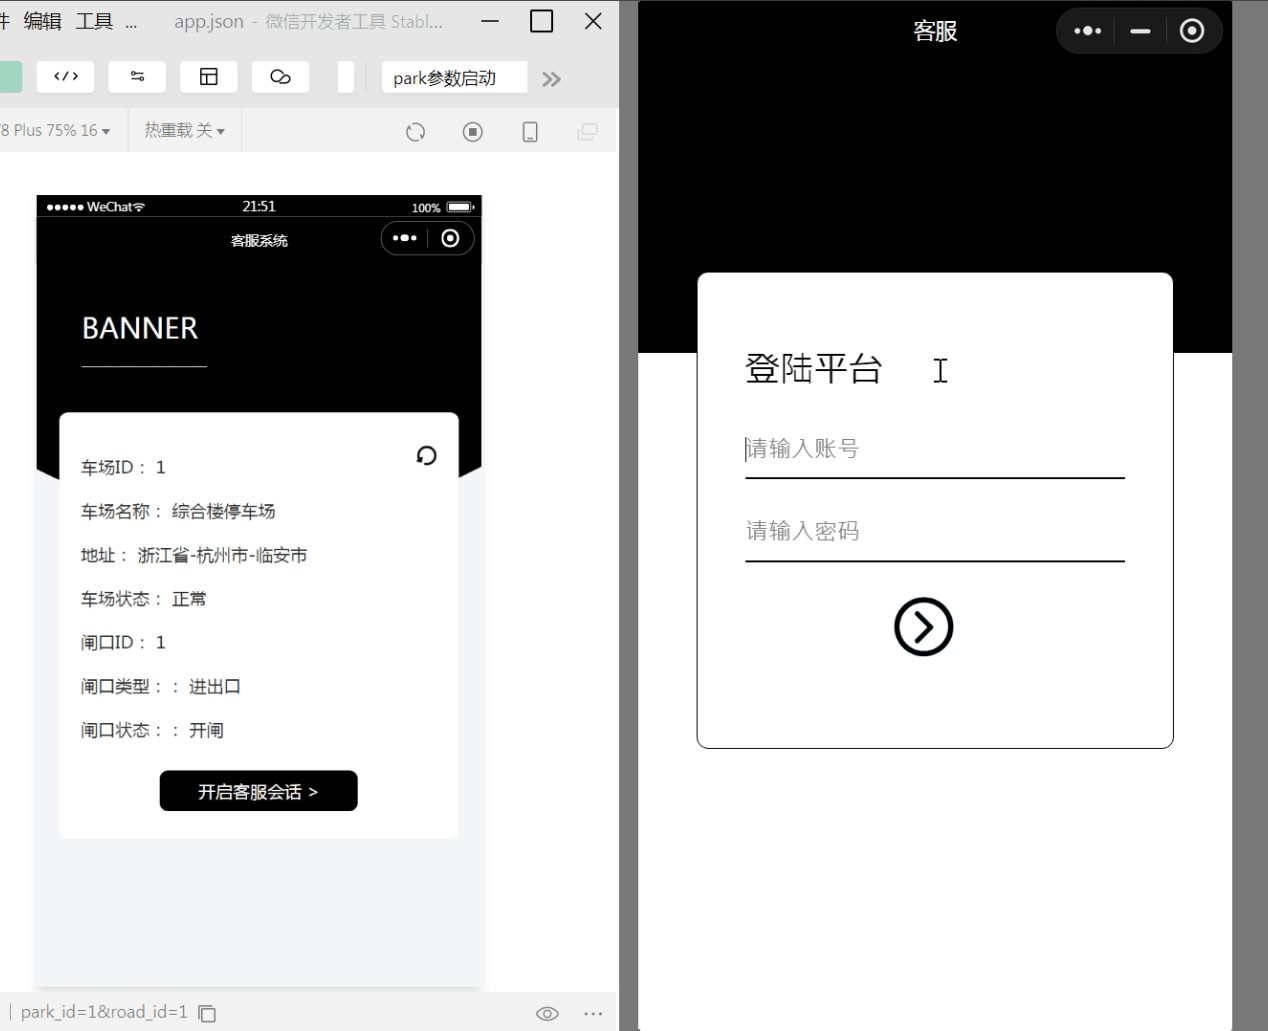 件 编辑 工具 ... app.json - 微信开发者工具 Stabl...
park参数启动
/8 Plus 75% 16 热重载 关
WeChat 21:51 100%
客服系统
BANNER
车场ID： 1
车场名称： 综合楼停车场
地址： 浙江省-杭州市-临安市
车场状态： 正常
闸口ID： 1
闸口类型：： 进出口
闸口状态：： 开闸
开启客服会话 >
park_id=1&road_id=1
客服
登陆平台
请输入账号
请输入密码